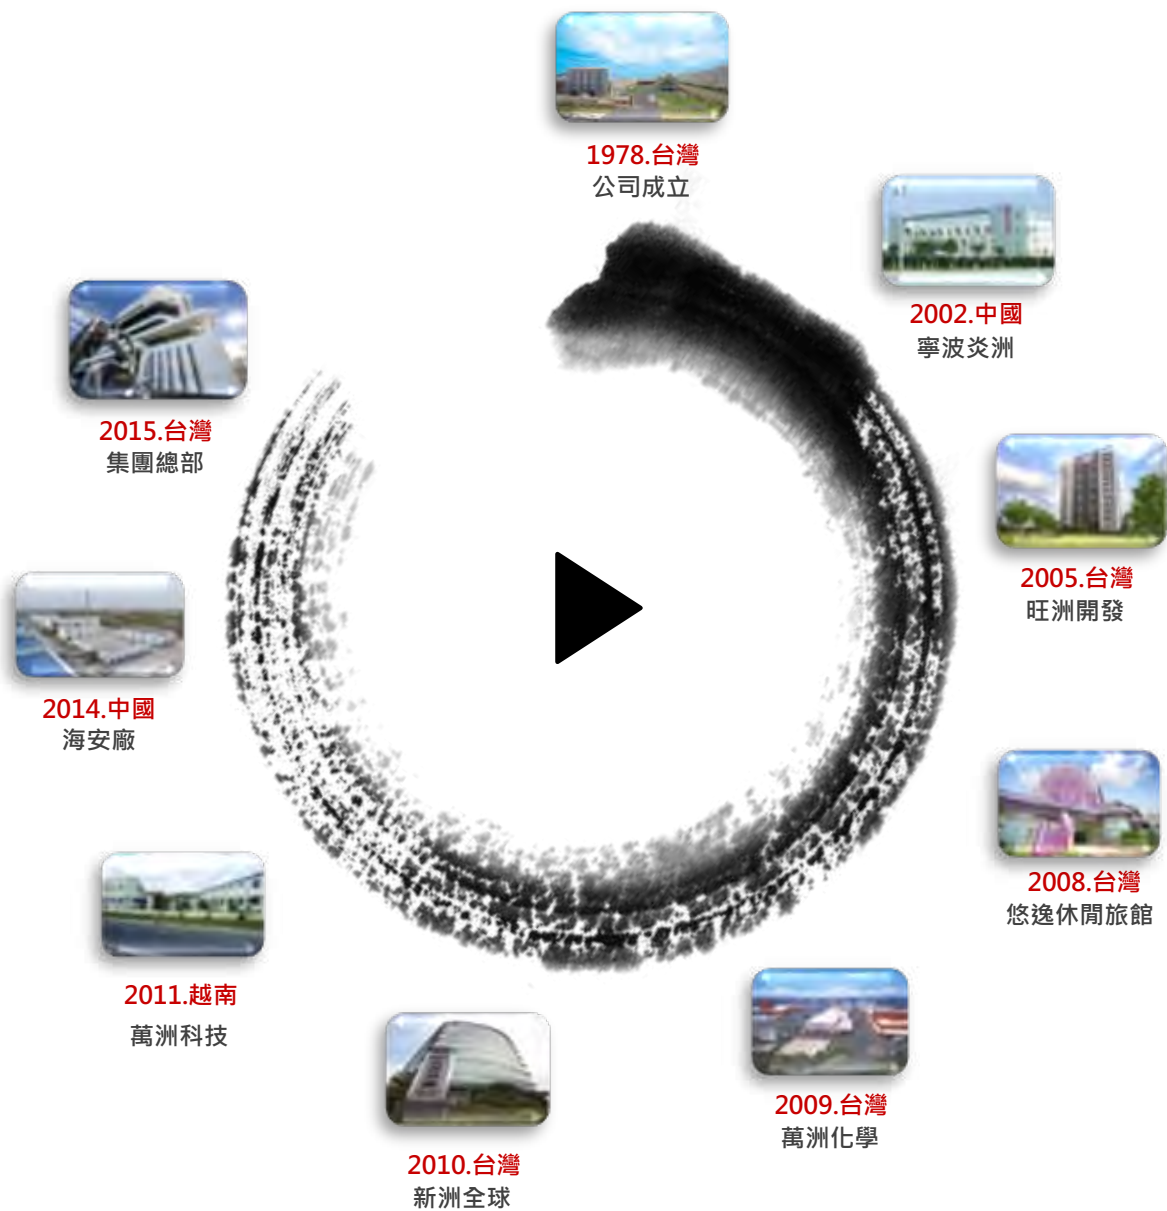 1978.台灣
公司成立
2002.中國
寧波炎洲
2005.台灣
旺洲開發
2008.台灣
悠逸休閒旅館
2009.台灣
萬洲化學
2010.台灣
新洲全球
2011.越南
萬洲科技
2014.中國
海安廠
2015.台灣
集團總部